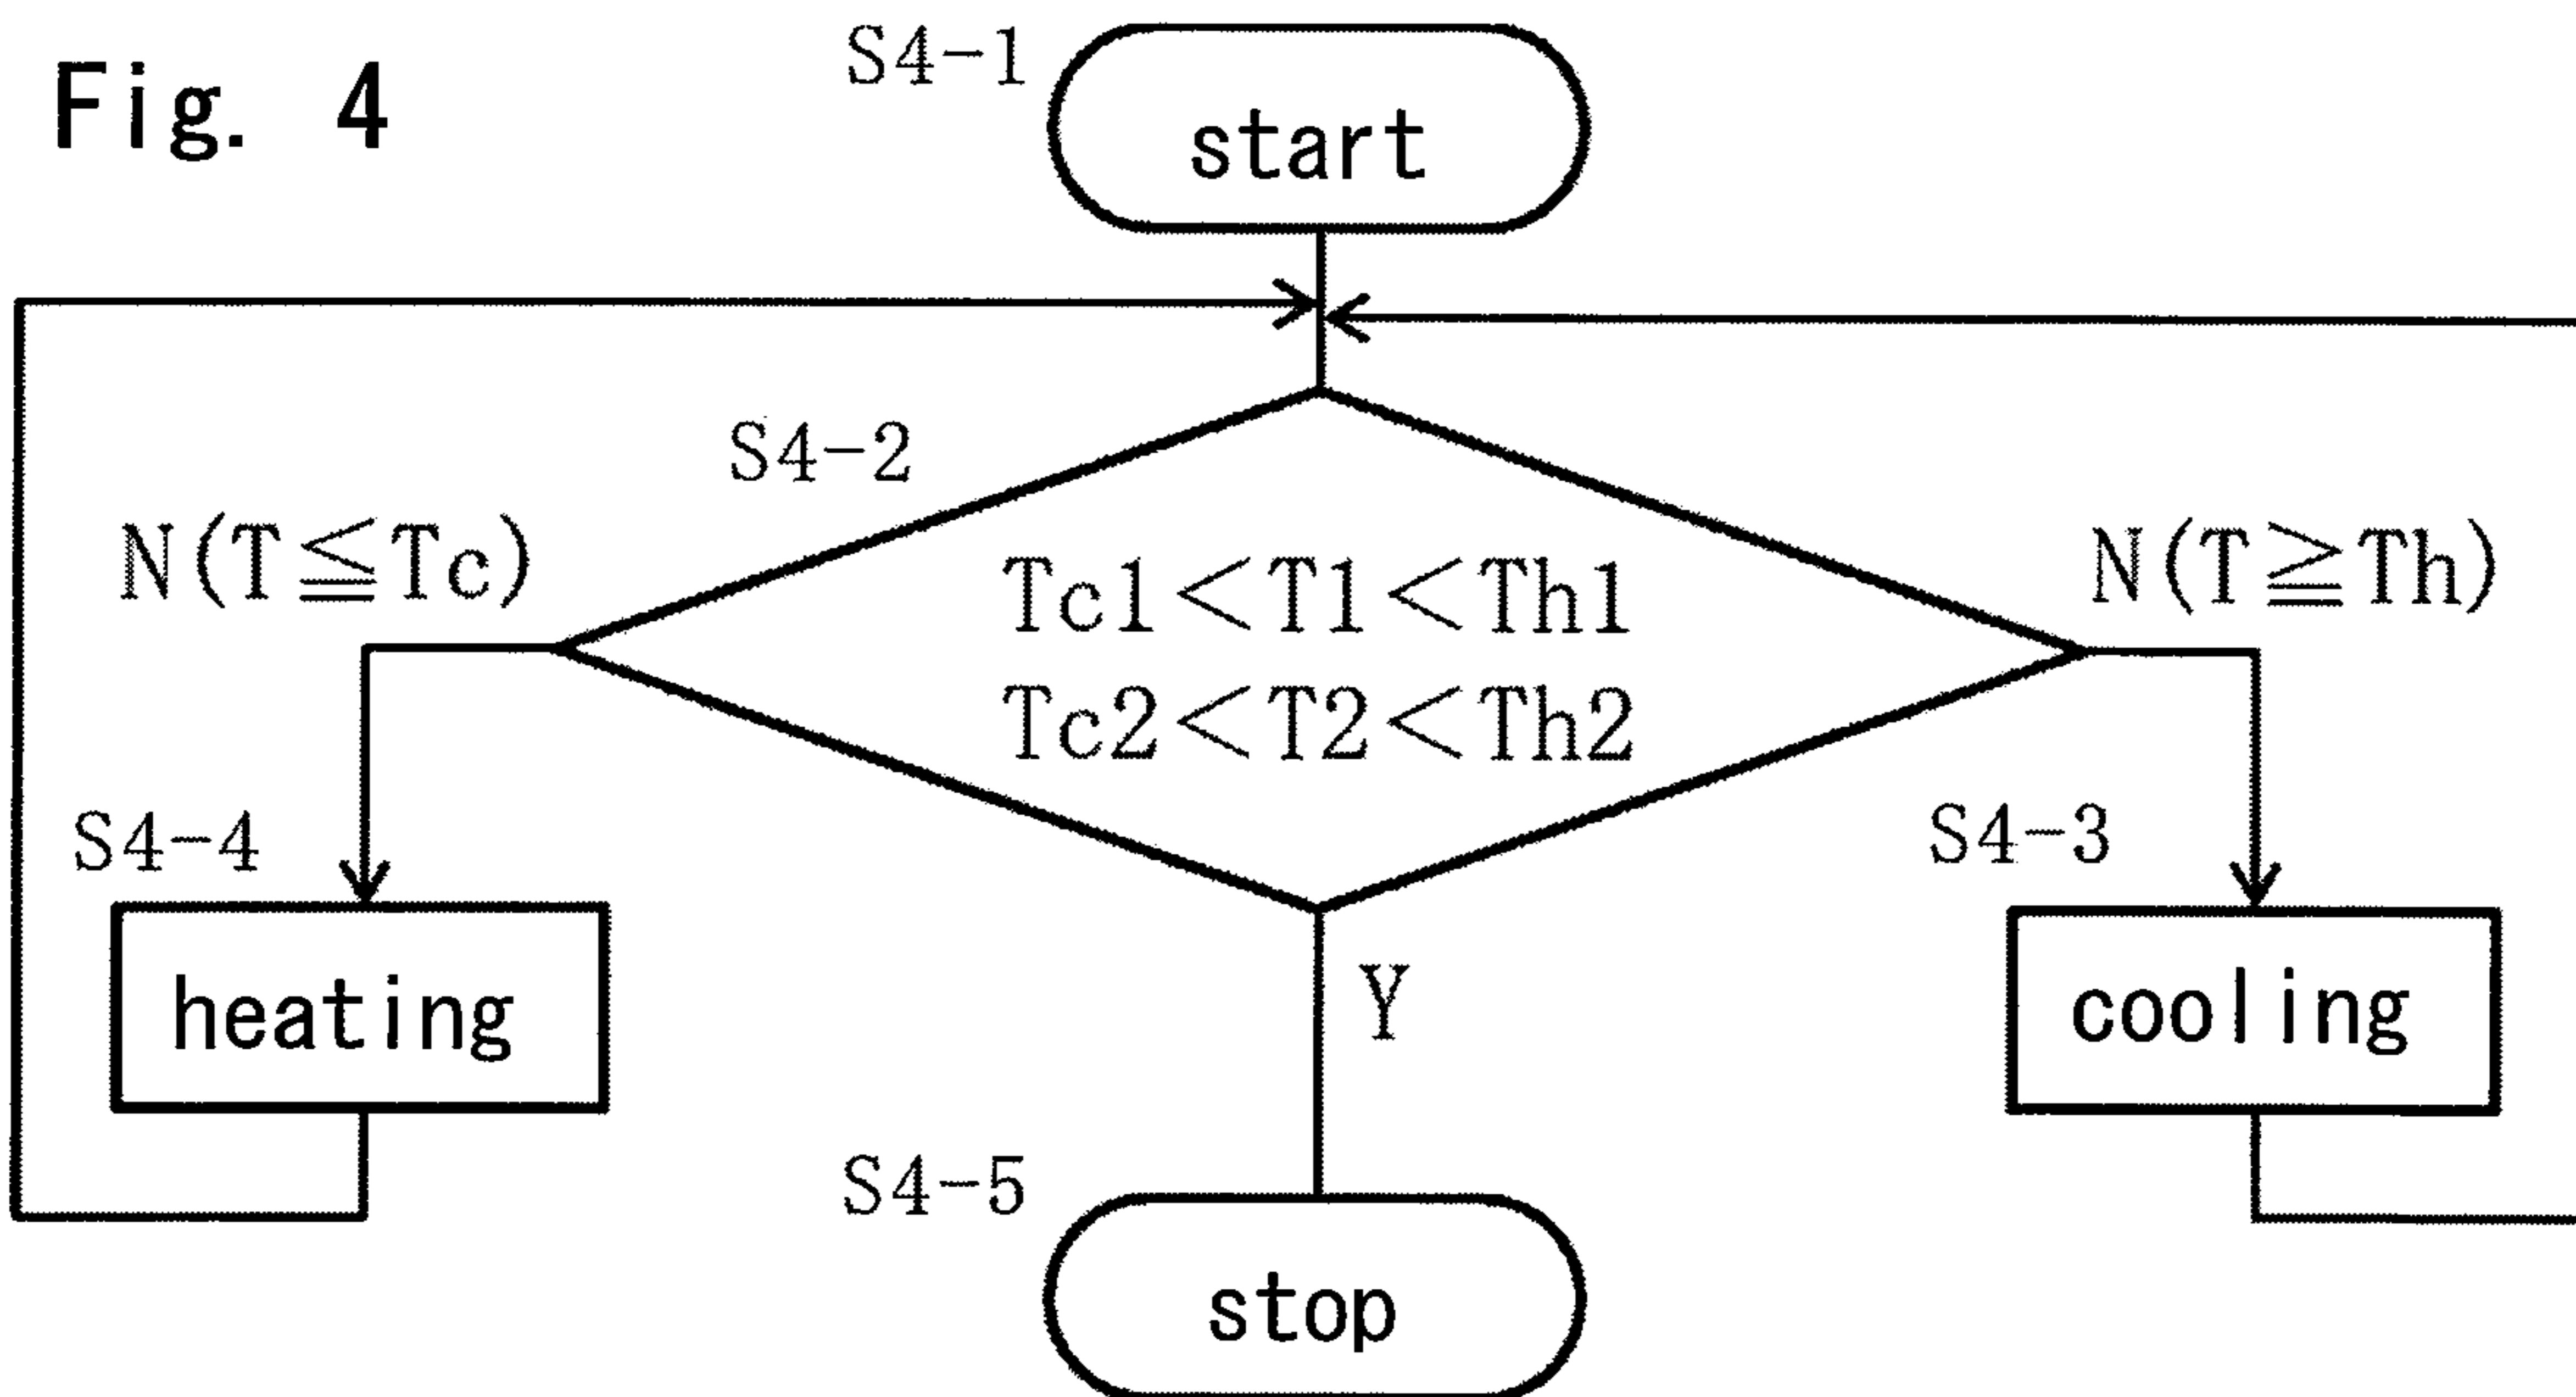 Fig. 4
S4-1
start
S4-2
N(T≦Tc)
Tc1<T1<Th1
Tc2<T2<Th2
N(T≧Th)
S4-4
heating
S4-3
cooling
Y
S4-5
stop